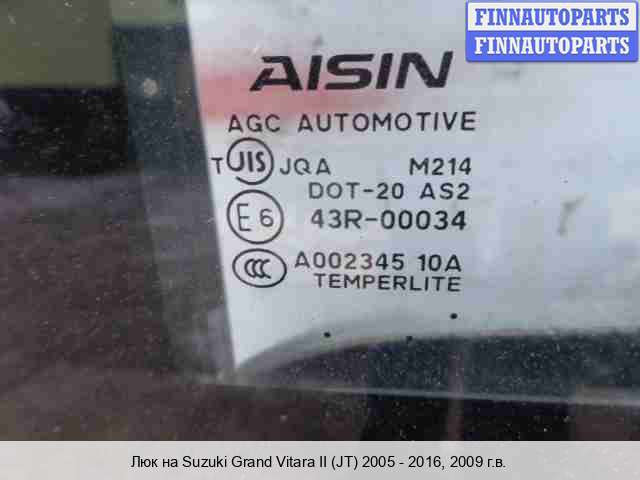 FINNAUTOPARTS
FINNAUTOPARTS
AISIN
AGC AUTOMOTIVE
T JIS JQA M214
DOT-20 AS2
E6 43R-00034
CCC A002345 10A
TEMPERLITE
Люк на Suzuki Grand Vitara II (JT) 2005 - 2016, 2009 г.в.